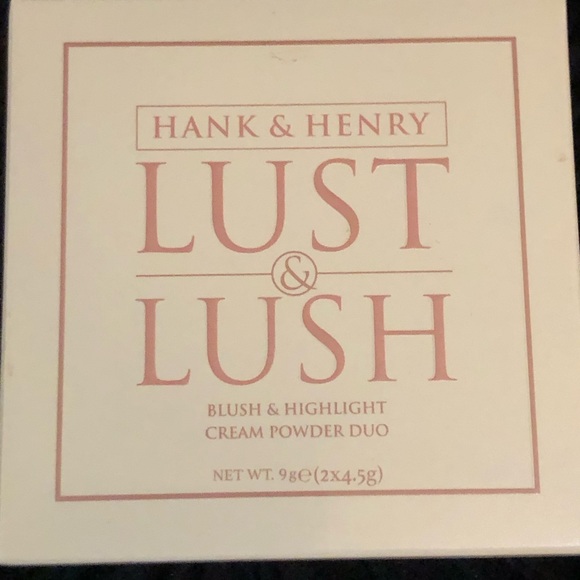 HANK & HENRY
LUST
&
LUSH
BLUSH & HIGHLIGHT
CREAM POWDER DUO
NET WT. 9g℮(2x4.5g)